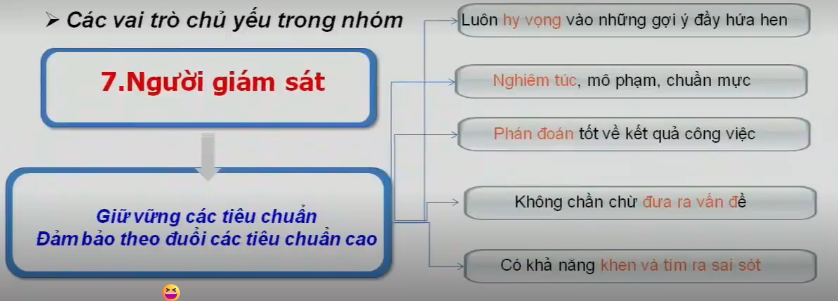 ➢ Các vai trò chủ yếu trong nhóm
7.Người giám sát
Giữ vững các tiêu chuẩn
Đảm bảo theo đuổi các tiêu chuẩn cao
Luôn hy vọng vào những gợi ý đầy hứa hen
Nghiêm túc, mô phạm, chuẩn mực
Phán đoán tốt về kết quả công việc
Không chần chừ đưa ra vấn đề
Có khả năng khen và tìm ra sai sót